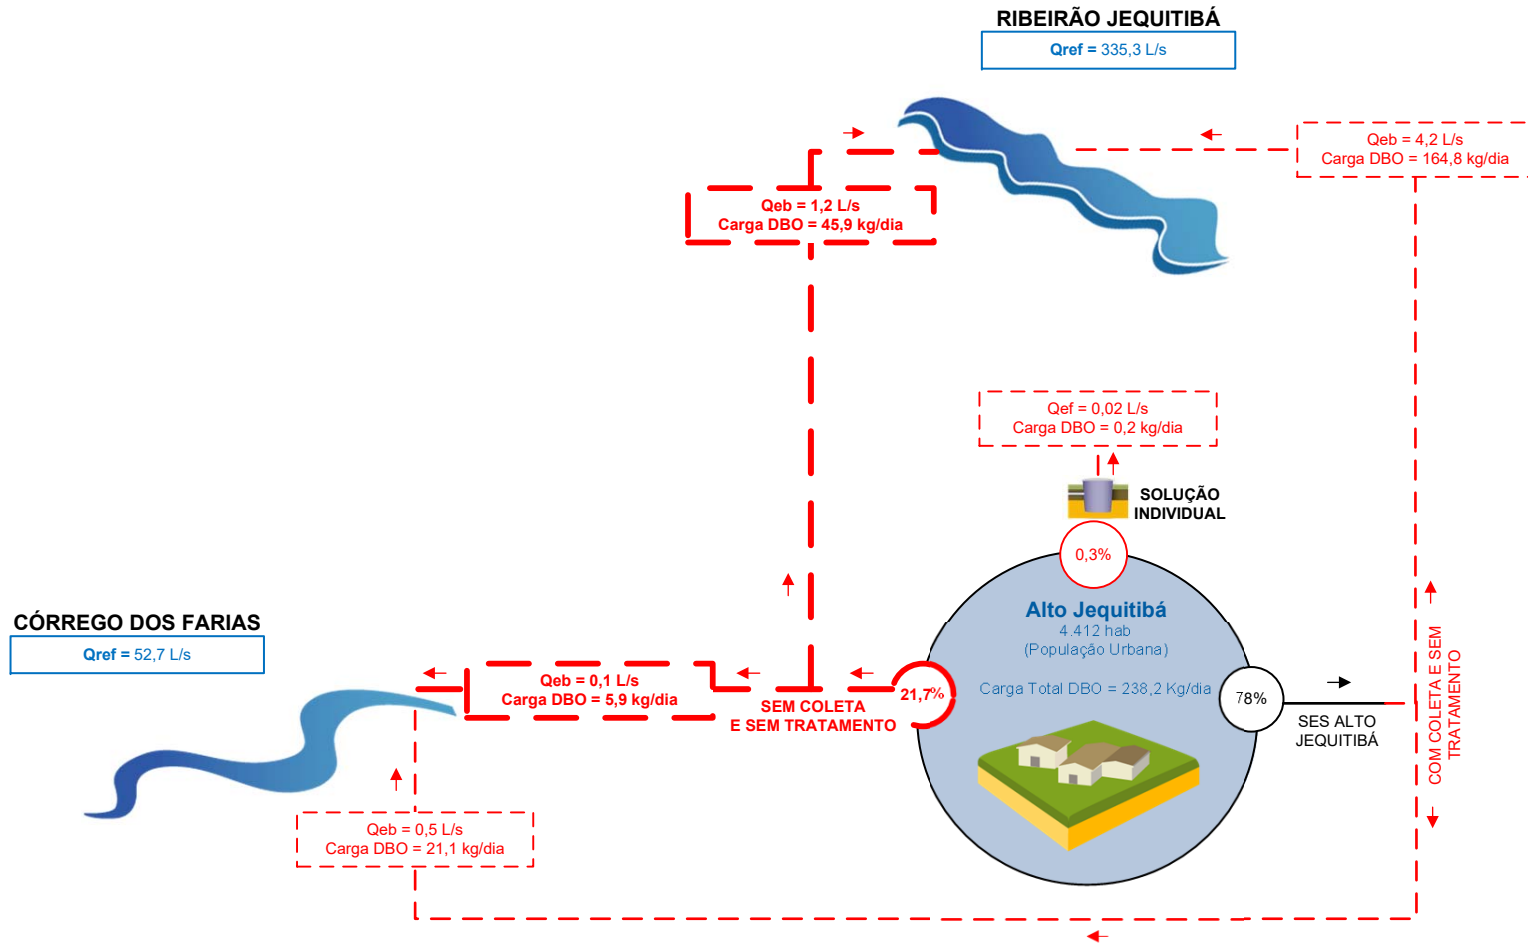 RIBEIRÃO JEQUITIBÁ
Qref = 335,3 L/s
Qeb = 4,2 L/s
Carga DBO = 164,8 kg/dia
Qeb = 1,2 L/s
Carga DBO = 45,9 kg/dia
Qef = 0,02 L/s
Carga DBO = 0,2 kg/dia
SOLUÇÃO
INDIVIDUAL
0,3%
Alto Jequitibá
4.412 hab
(População Urbana)
Carga Total DBO = 238,2 Kg/dia
CÓRREGO DOS FARIAS
Qref = 52,7 L/s
Qeb = 0,1 L/s
Carga DBO = 5,9 kg/dia
SEM COLETA
E SEM TRATAMENTO
21,7%
78%
SES ALTO
JEQUITIBÁ
COM COLETA E SEM
TRATAMENTO
Qeb = 0,5 L/s
Carga DBO = 21,1 kg/dia